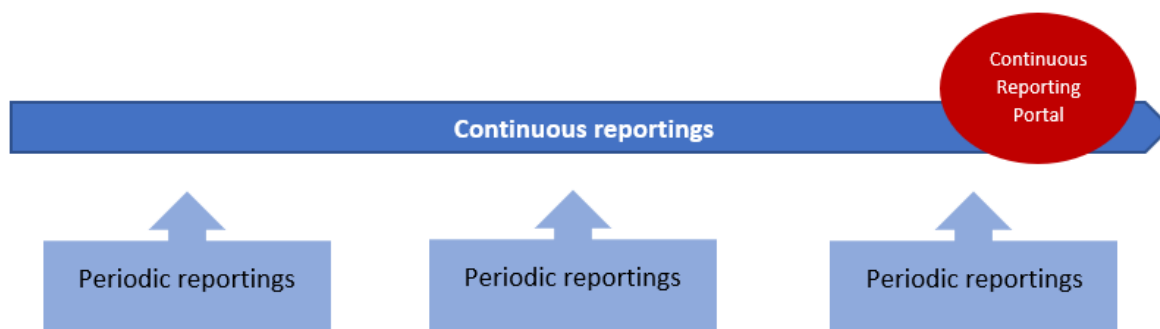 Continuous
Reporting
Portal
Continuous reportings
Periodic reportings
Periodic reportings
Periodic reportings